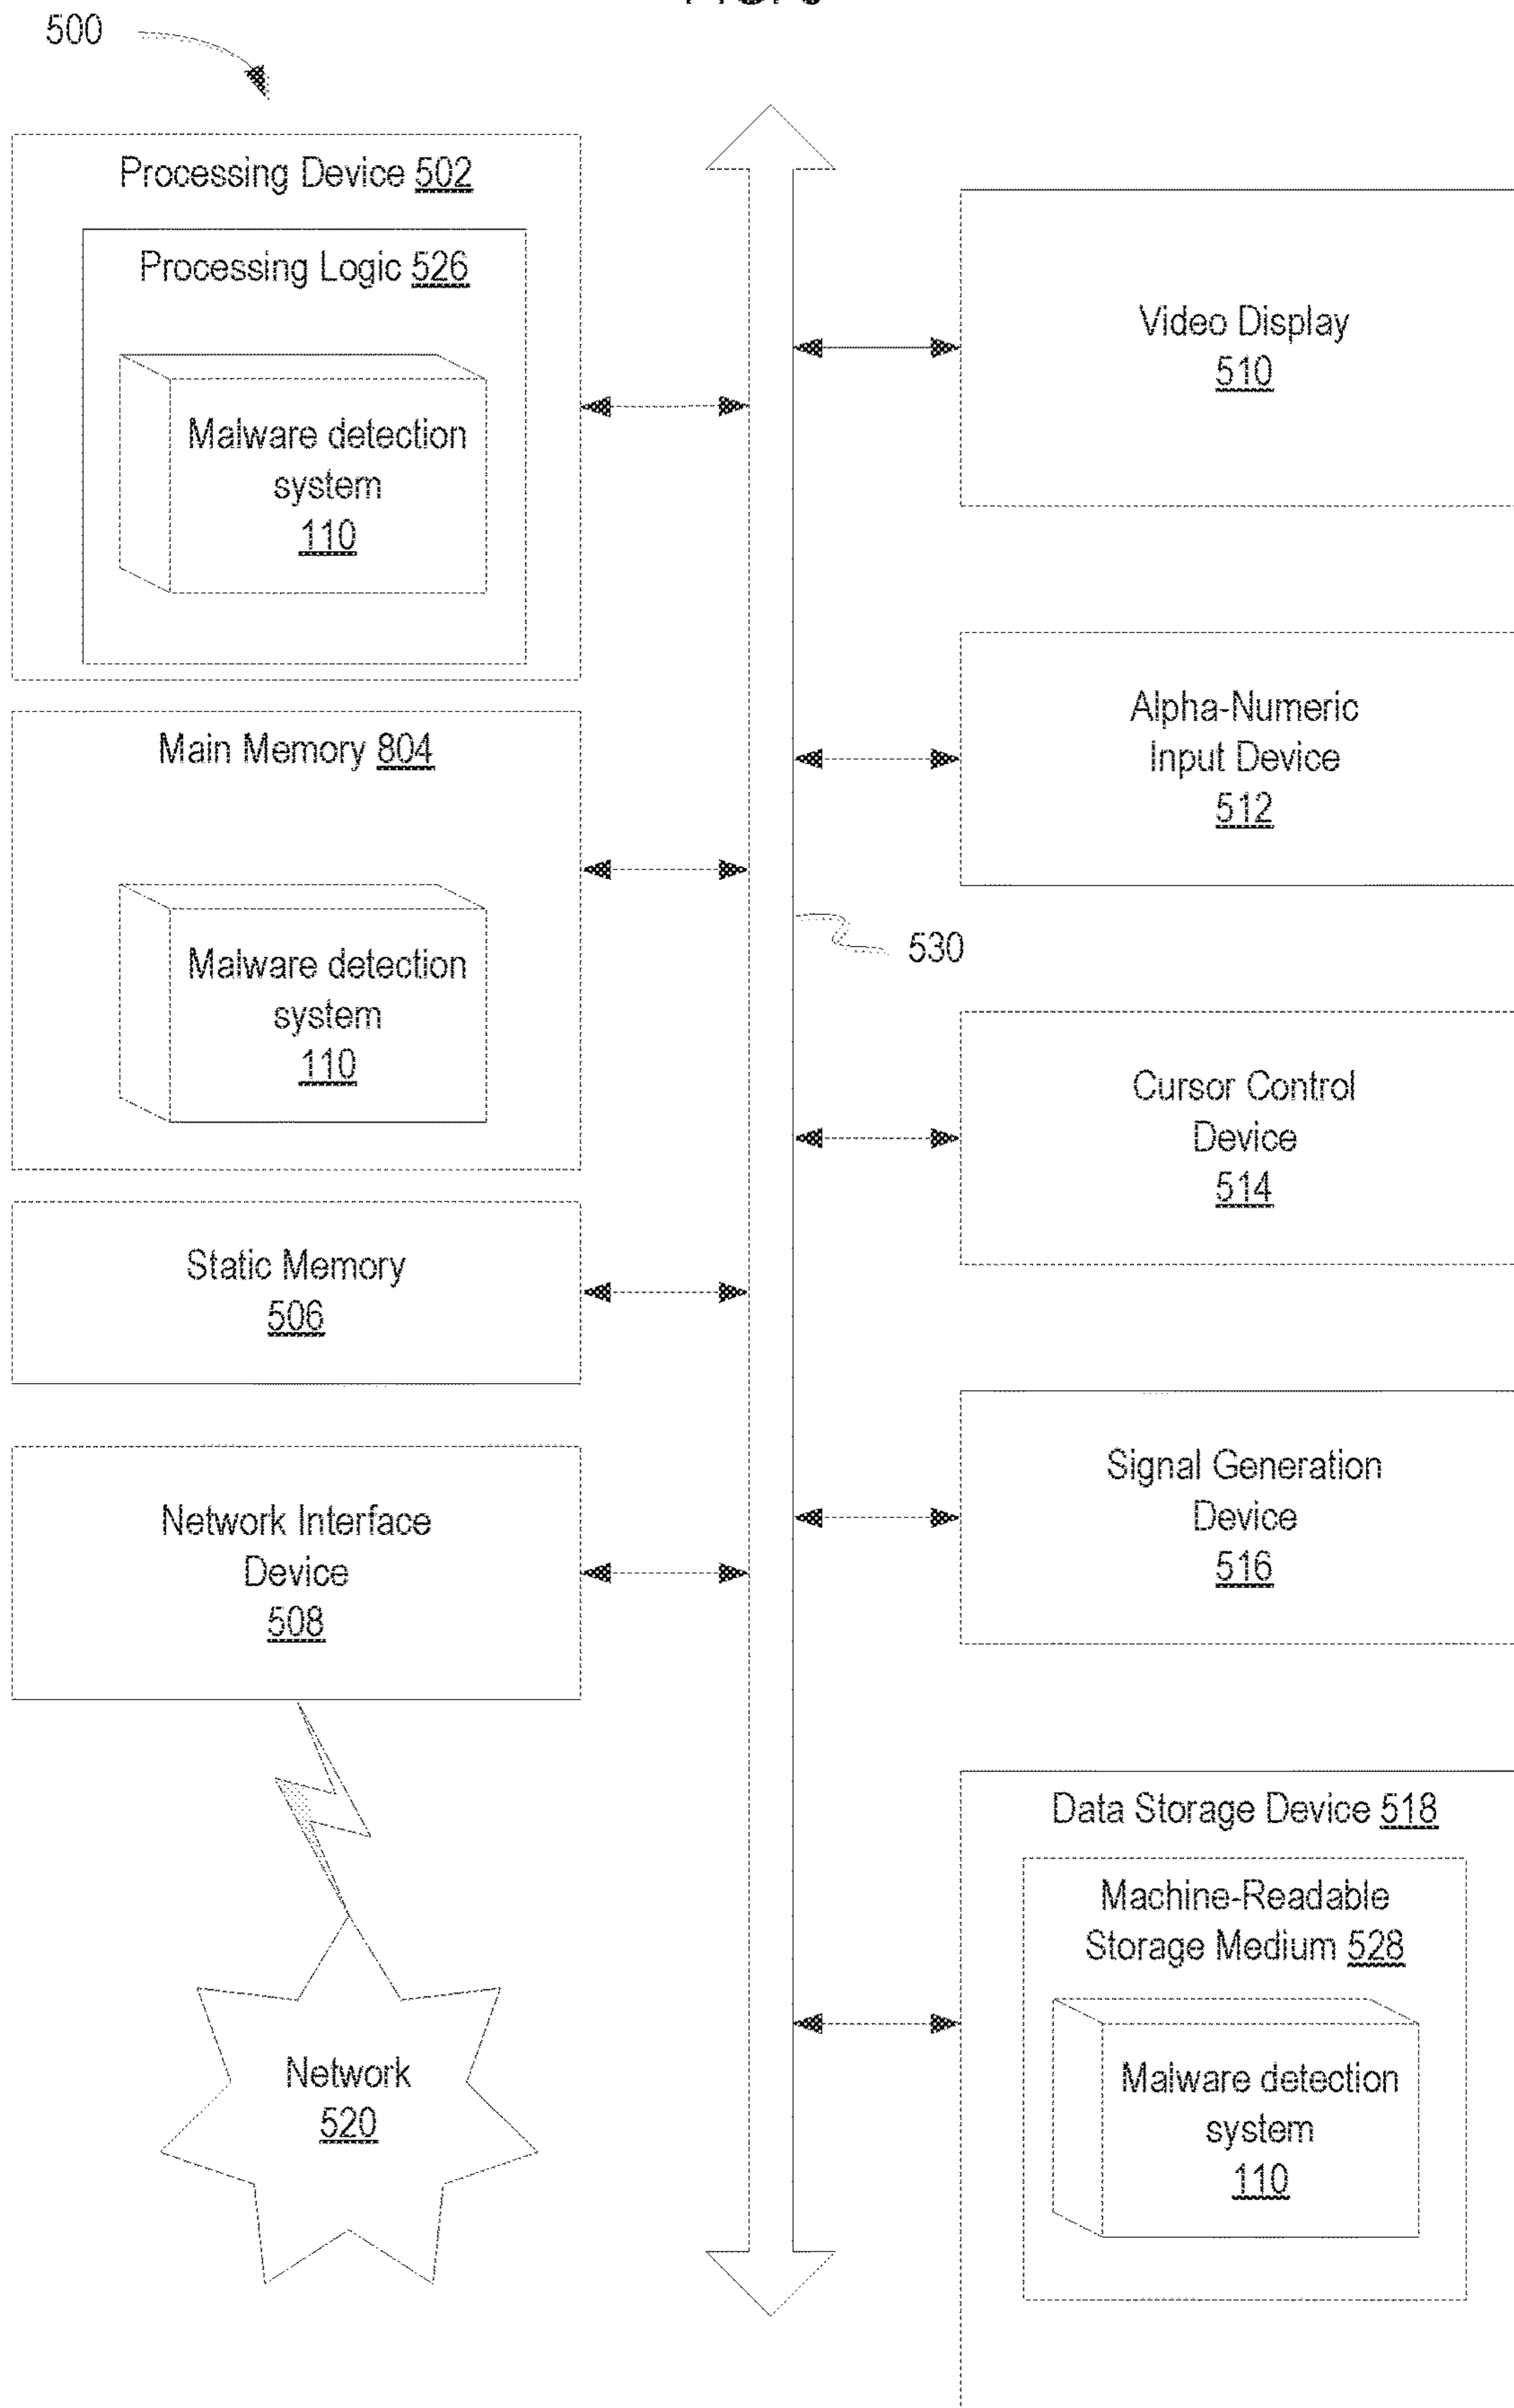 500
Processing Device 502
Processing Logic 526
Malware detection
system
110
Main Memory 804
Malware detection
system
110
Static Memory
506
Network Interface
Device
508
Network
520
530
Video Display
510
Alpha-Numeric
Input Device
512
Cursor Control
Device
514
Signal Generation
Device
516
Data Storage Device 518
Machine-Readable
Storage Medium 528
Malware detection
system
110